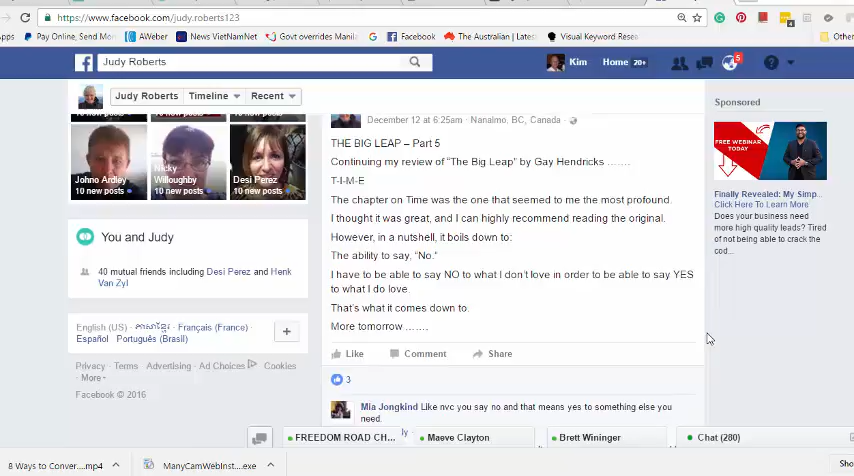 https://www.facebook.com/judy.roberts123
Pay Online, Send Mon
AWeber
News VietNamNet
Govt overrides Manila
Facebook
The Australian | Latest
Visual Keyword Resea
Other
Judy Roberts
Kim
Home 20+
5
Judy Roberts
Timeline
Recent
Johno Ardley
10 new posts
Nicky Willoughby
10 new posts
Desi Perez
10 new posts
You and Judy
40 mutual friends including Desi Perez and Henk
Van Zyl
English (US) · ភាសាខ្មែរ · Français (France) ·
Español · Português (Brasil)
Privacy · Terms · Advertising · Ad Choices · Cookies
· More
Facebook © 2016
December 12 at 6:25am · Nanaimo, BC, Canada ·
THE BIG LEAP – Part 5
Continuing my review of "The Big Leap" by Gay Hendricks …….
T-I-M-E
The chapter on Time was the one that seemed to me the most profound.
I thought it was great, and I can highly recommend reading the original.
However, in a nutshell, it boils down to:
The ability to say, "No."
I have to be able to say NO to what I don't love in order to be able to say YES
to what I do love.
That's what it comes down to.
More tomorrow …….
Like
Comment
Share
3
Mia Jongkind Like nvc you say no and that means yes to something else you
need.
Sponsored
FREE WEBINAR
TODAY
Finally Revealed: My Simp...
Click Here To Learn More
Does your business need
more high quality leads? Tired
of not being able to crack the
cod...
FREEDOM ROAD CH...
Maeve Clayton
Brett Wininger
Chat (280)
8 Ways to Conver....mp4
ManyCamWebInst....exe
Sho